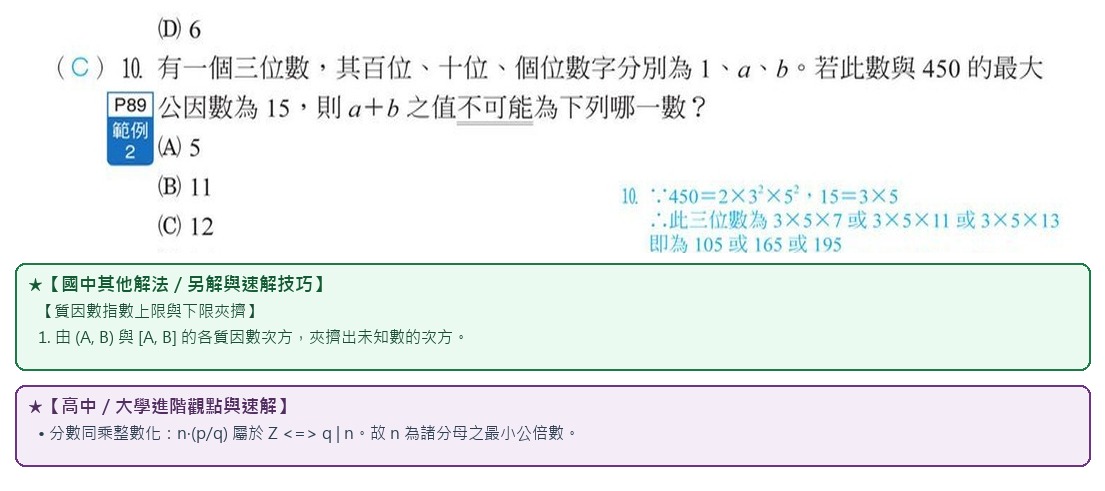 (D) 6
( C ) 10. 有一個三位數，其百位、十位、個位數字分別為 1、a、b。若此數與 450 的最大
P89 公因數為 15，則 a＋b 之值不可能為下列哪一數？
範例
2
(A) 5
(B) 11
(C) 12
10. ∵450＝2×3²×5²，15＝3×5
∴此三位數為 3×5×7 或 3×5×11 或 3×5×13
即為 105 或 165 或 195
★【國中其他解法 / 另解與速解技巧】
【質因數指數上限與下限夾擠】
1. 由 (A, B) 與 [A, B] 的各質因數次方，夾擠出未知數的次方。
★【高中 / 大學進階觀點與速解】
• 分數同乘整數化：n·(p/q) 屬於 Z <=> q|n。故 n 為諸分母之最小公倍數。